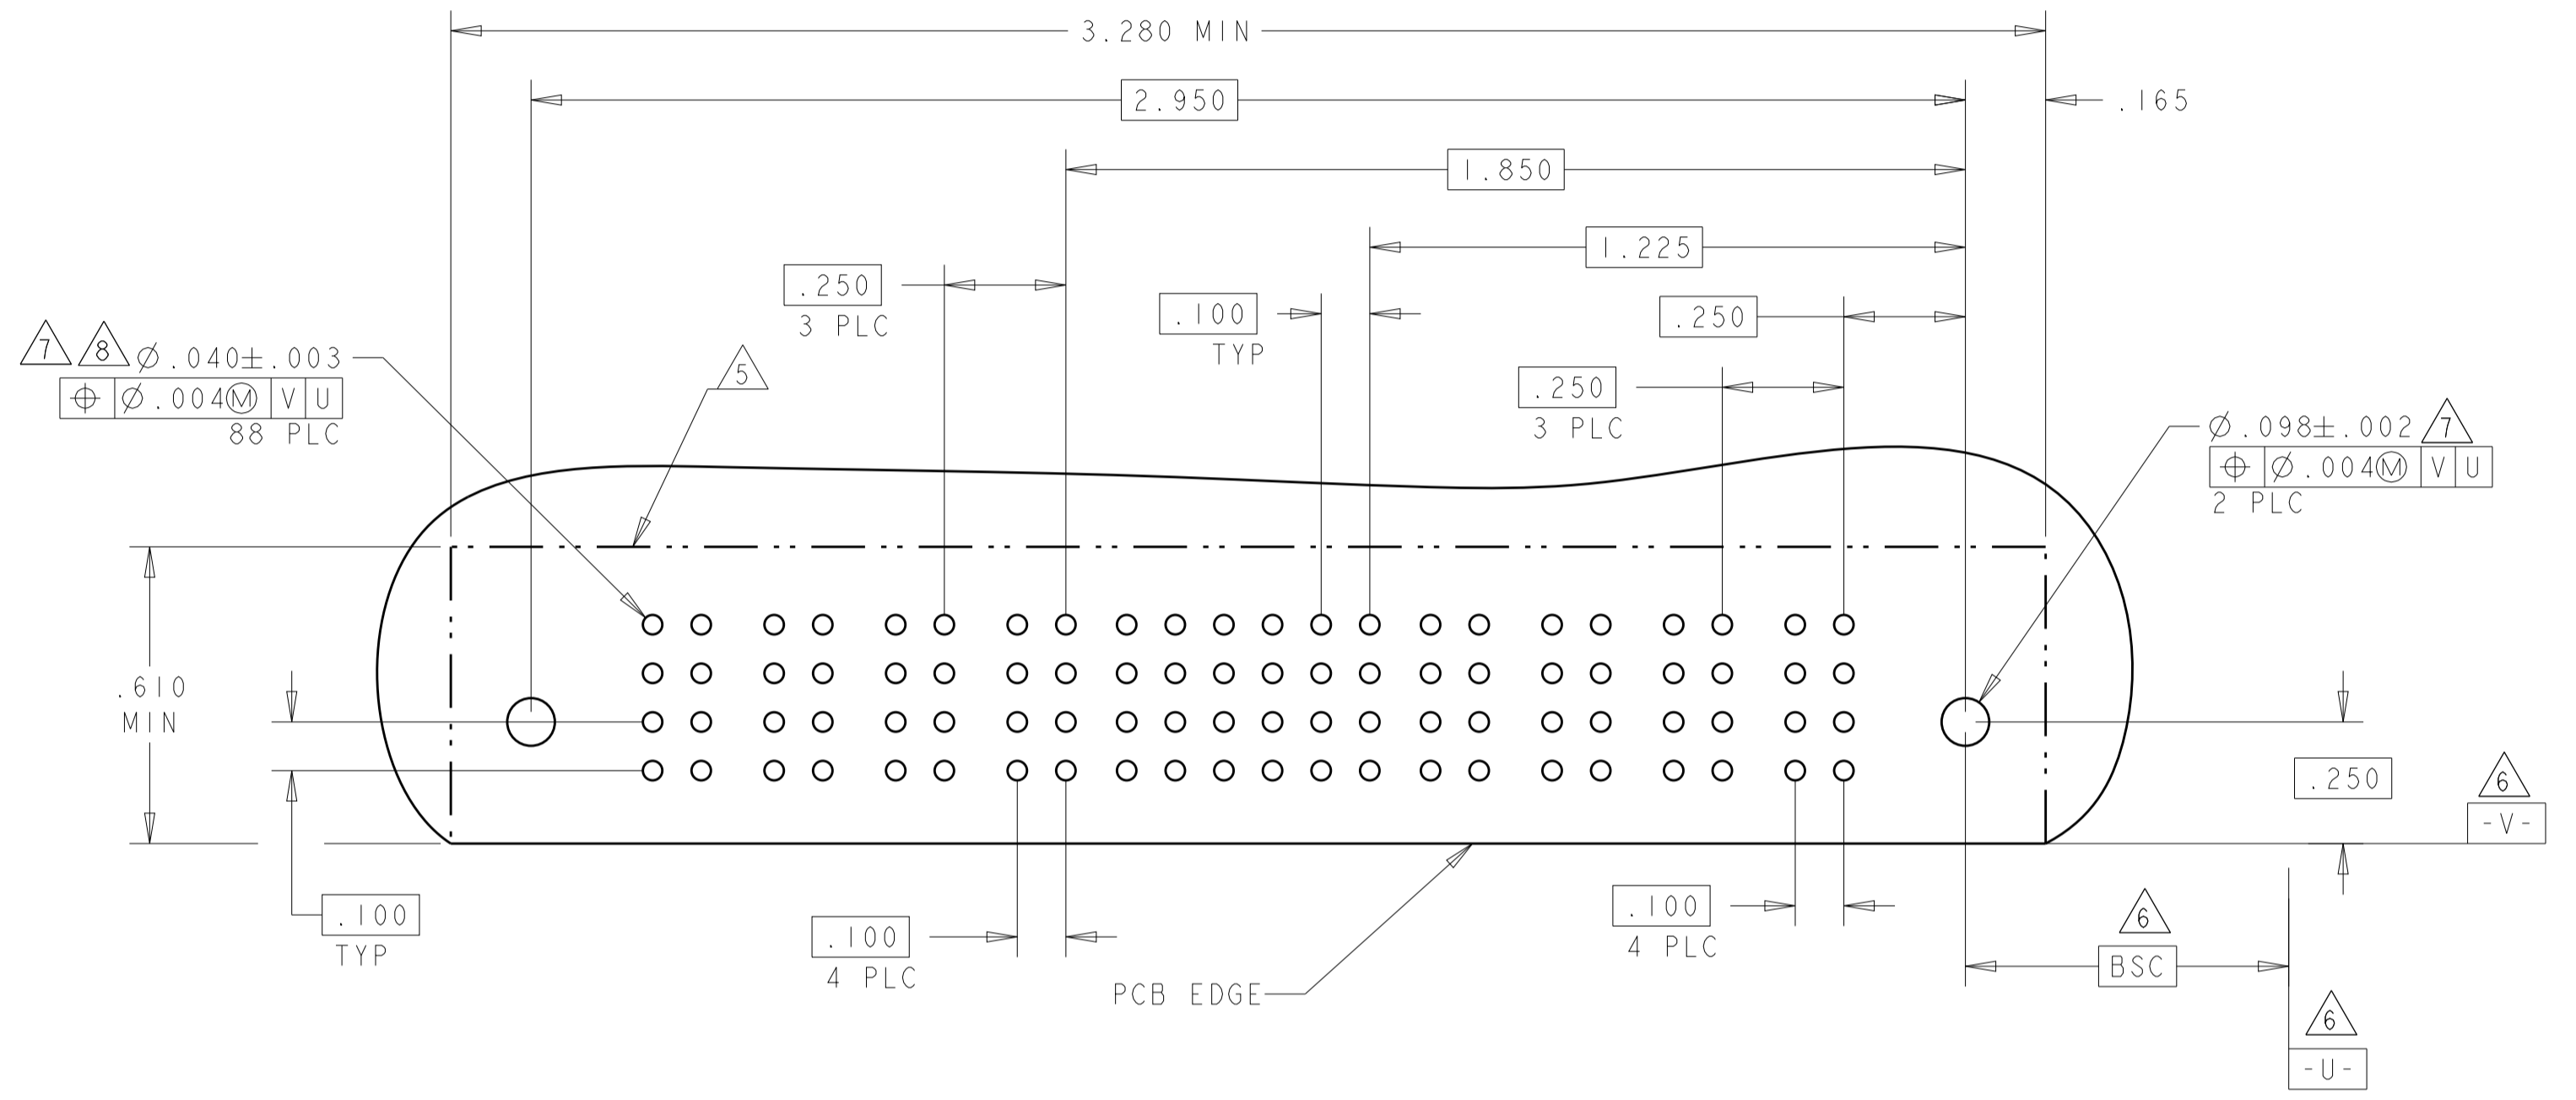 3.280 MIN
2.950
.165
1.850
1.225
.250
3 PLC
.100
TYP
.250
.250
3 PLC
7 8 ⌀.040±.003
⌖ ⌀.004Ⓜ V U
88 PLC
5
⌀.098±.002 7
⌖ ⌀.004Ⓜ V U
2 PLC
.610
MIN
.250
6
-V-
.100
TYP
.100
4 PLC
.100
4 PLC
PCB EDGE
6
BSC
6
-U-